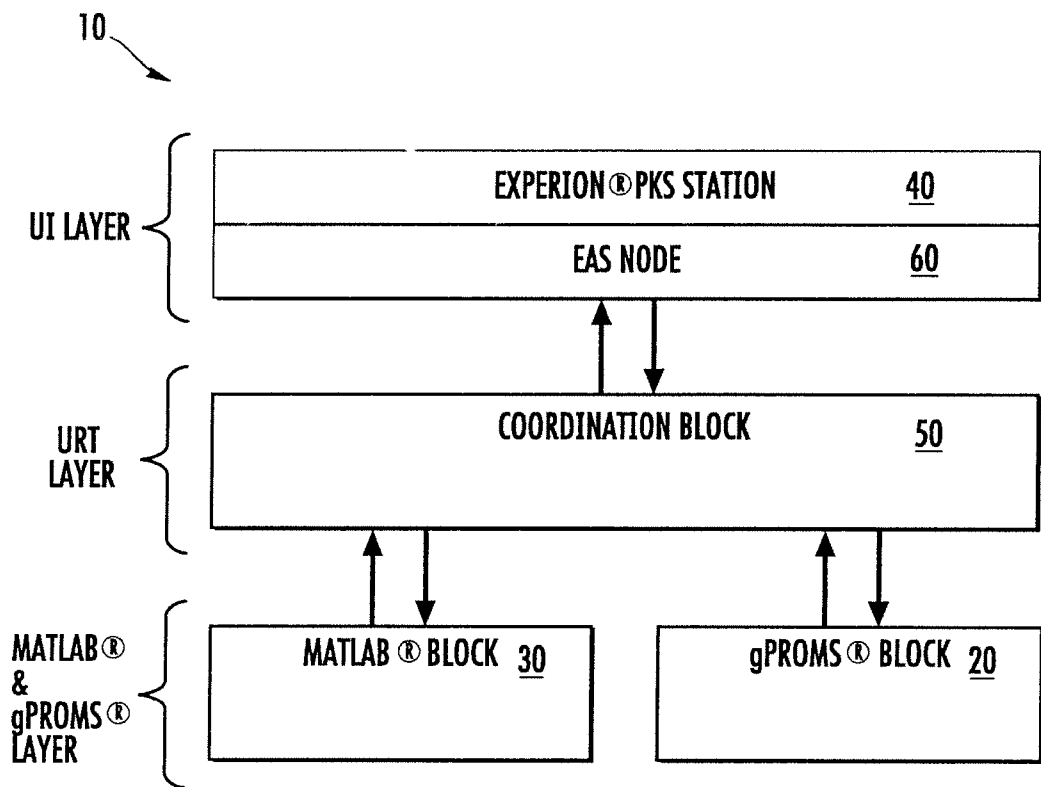 10
UI LAYER
EXPERION® PKS STATION 40
EAS NODE 60
URT
LAYER
COORDINATION BLOCK 50
MATLAB®
&
gPROMS®
LAYER
MATLAB® BLOCK 30
gPROMS® BLOCK 20